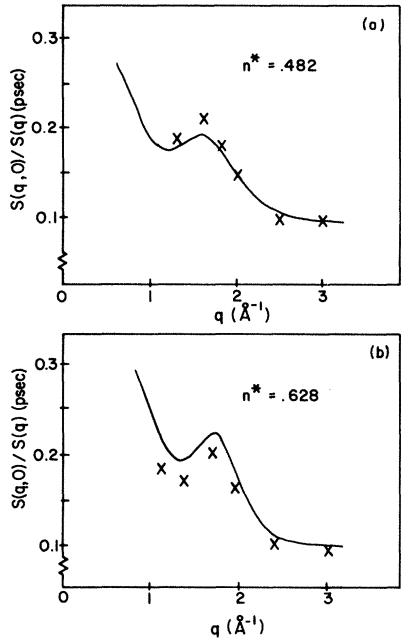 (a)
n* = .482
S(q,0)/S(q) (psec)
0.3
0.2
0.1
0 1 2 3
q (Å⁻¹)
(b)
n* = .628
S(q,0)/S(q) (psec)
0.3
0.2
0.1
0 1 2 3
q (Å⁻¹)